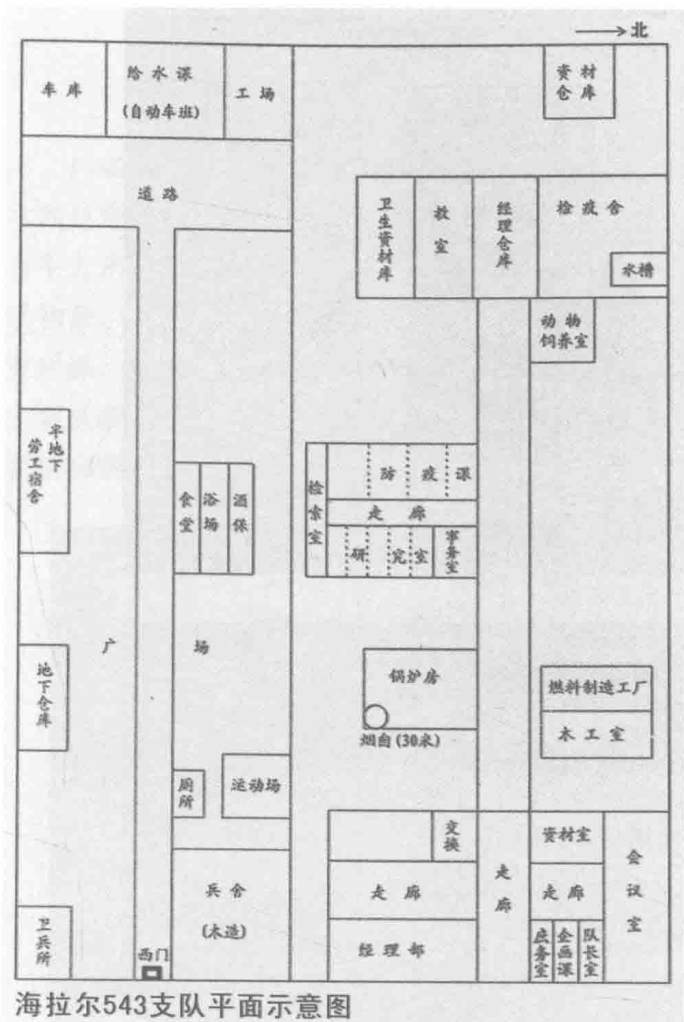 北
车库
给水课
(自动车班)
工场
资材
仓库
道路
卫生资材库
教室
经理仓库
检疫舍
水槽
动物
饲养室
半地下
劳工宿舍
食堂
浴场
酒保
检索室
防疫课
走廊
研究室
事务室
广场
地下仓库
锅炉房
烟囱(30米)
燃料制造工厂
木工室
厕所
运动场
交换
资材室
会议室
兵舍
(木造)
走廊
走廊
走廊
经理部
庶务室
企画课
队长室
卫兵所
西门
海拉尔543支队平面示意图